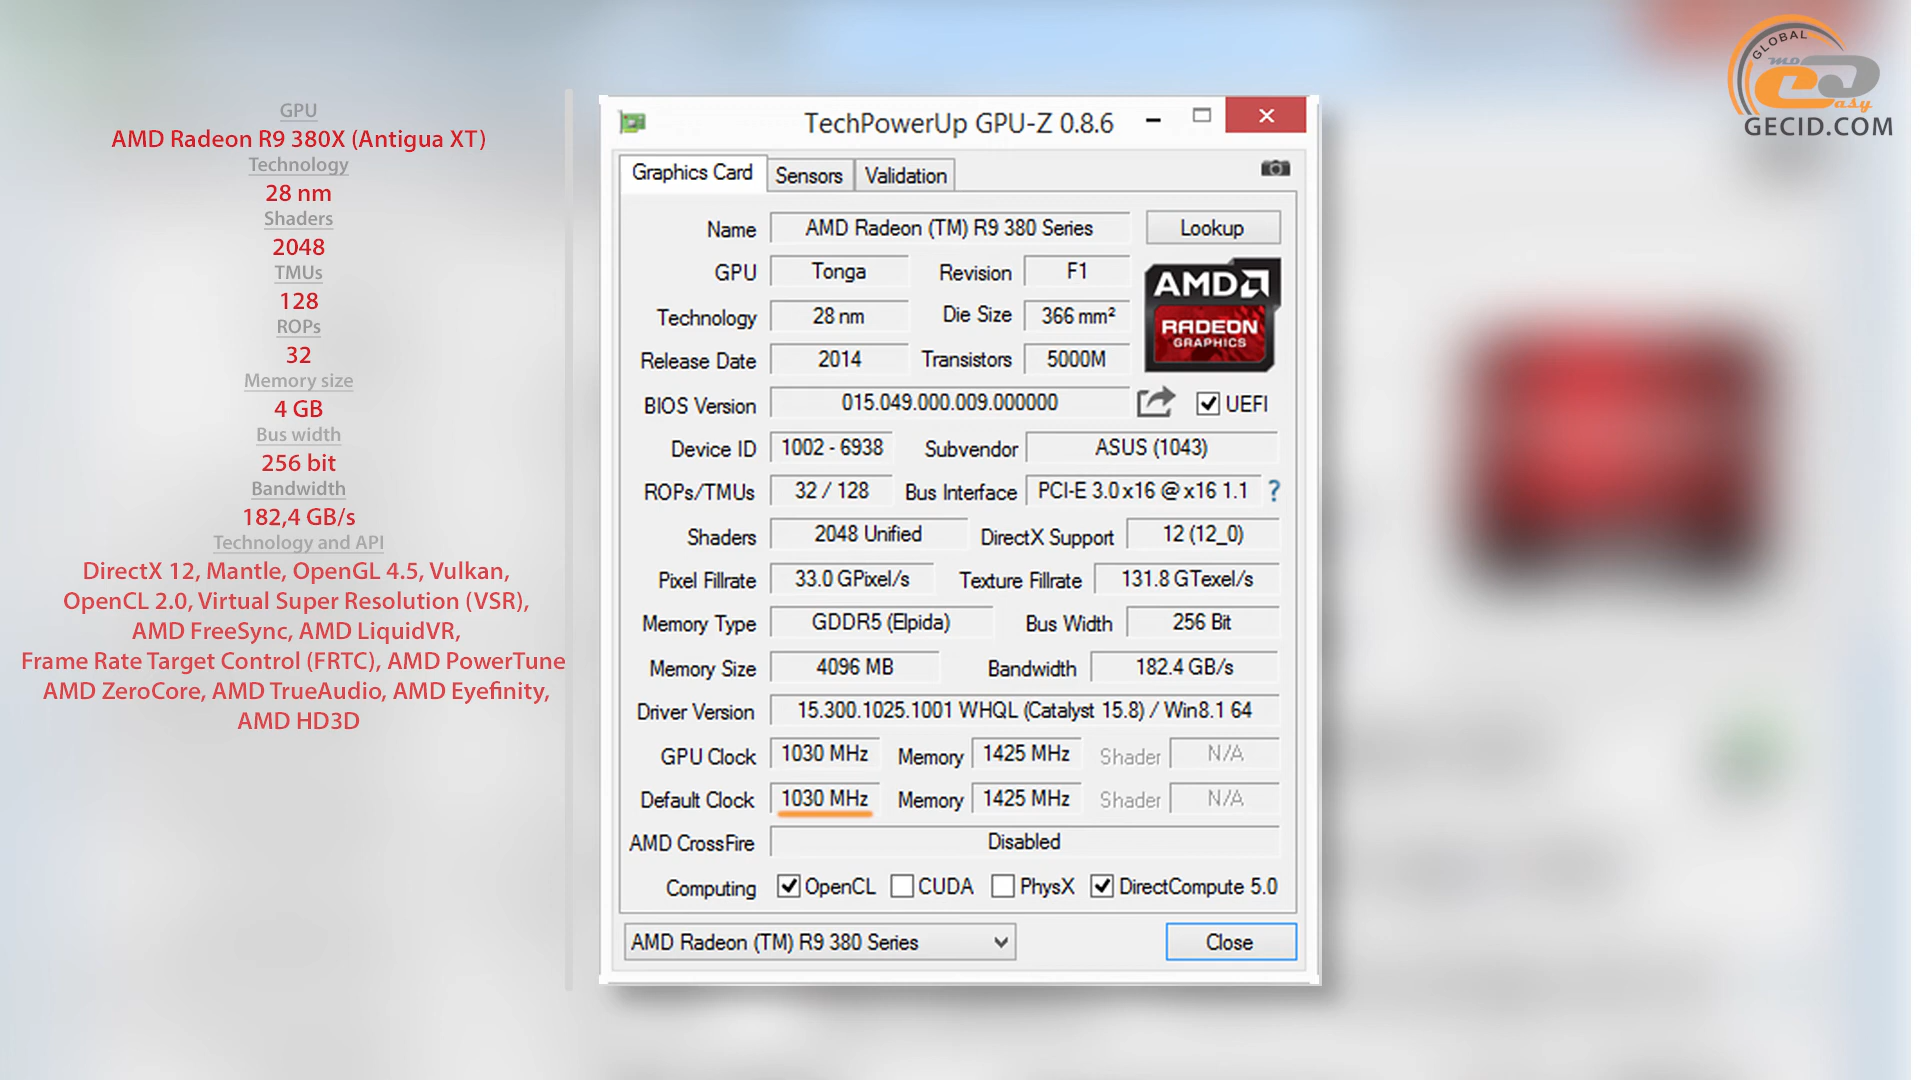 GPU
AMD Radeon R9 380X (Antigua XT)
Technology
28 nm
Shaders
2048
TMUs
128
ROPs
32
Memory size
4 GB
Bus width
256 bit
Bandwidth
182,4 GB/s
Technology and API
DirectX 12, Mantle, OpenGL 4.5, Vulkan,
OpenCL 2.0, Virtual Super Resolution (VSR),
AMD FreeSync, AMD LiquidVR,
Frame Rate Target Control (FRTC), AMD PowerTune
AMD ZeroCore, AMD TrueAudio, AMD Eyefinity,
AMD HD3D
TechPowerUp GPU-Z 0.8.6
Graphics Card Sensors Validation
Name AMD Radeon (TM) R9 380 Series Lookup
GPU Tonga Revision F1
AMD
RADEON
GRAPHICS
Technology 28 nm Die Size 366 mm²
Release Date 2014 Transistors 5000M
BIOS Version 015.049.000.009.000000 UEFI
Device ID 1002 - 6938 Subvendor ASUS (1043)
ROPs/TMUs 32 / 128 Bus Interface PCI-E 3.0 x16 @ x16 1.1 ?
Shaders 2048 Unified DirectX Support 12 (12_0)
Pixel Fillrate 33.0 GPixel/s Texture Fillrate 131.8 GTexel/s
Memory Type GDDR5 (Elpida) Bus Width 256 Bit
Memory Size 4096 MB Bandwidth 182.4 GB/s
Driver Version 15.300.1025.1001 WHQL (Catalyst 15.8) / Win8.1 64
GPU Clock 1030 MHz Memory 1425 MHz Shader N/A
Default Clock 1030 MHz Memory 1425 MHz Shader N/A
AMD CrossFire Disabled
Computing OpenCL CUDA PhysX DirectCompute 5.0
AMD Radeon (TM) R9 380 Series Close
GLOBAL
easy
GECID.COM